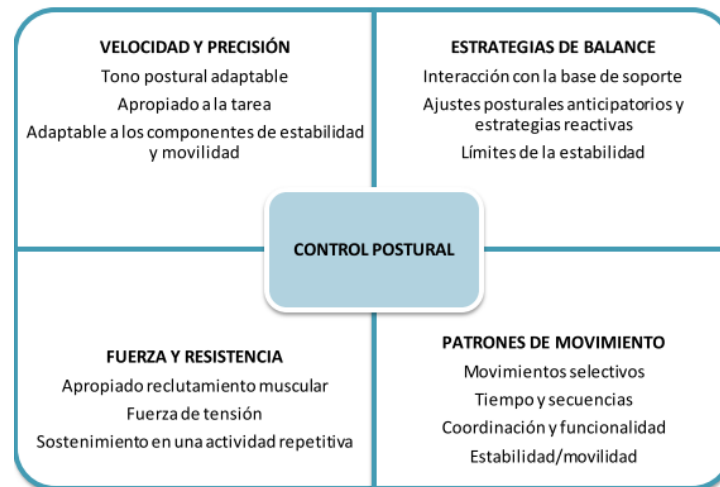 VELOCIDAD Y PRECISIÓN
Tono postural adaptable
Apropiado a la tarea
Adaptable a los componentes de estabilidad
y movilidad
ESTRATEGIAS DE BALANCE
Interacción con la base de soporte
Ajustes posturales anticipatorios y
estrategias reactivas
Límites de la estabilidad
CONTROL POSTURAL
FUERZA Y RESISTENCIA
Apropiado reclutamiento muscular
Fuerza de tensión
Sostenimiento en una actividad repetitiva
PATRONES DE MOVIMIENTO
Movimientos selectivos
Tiempo y secuencias
Coordinación y funcionalidad
Estabilidad/movilidad